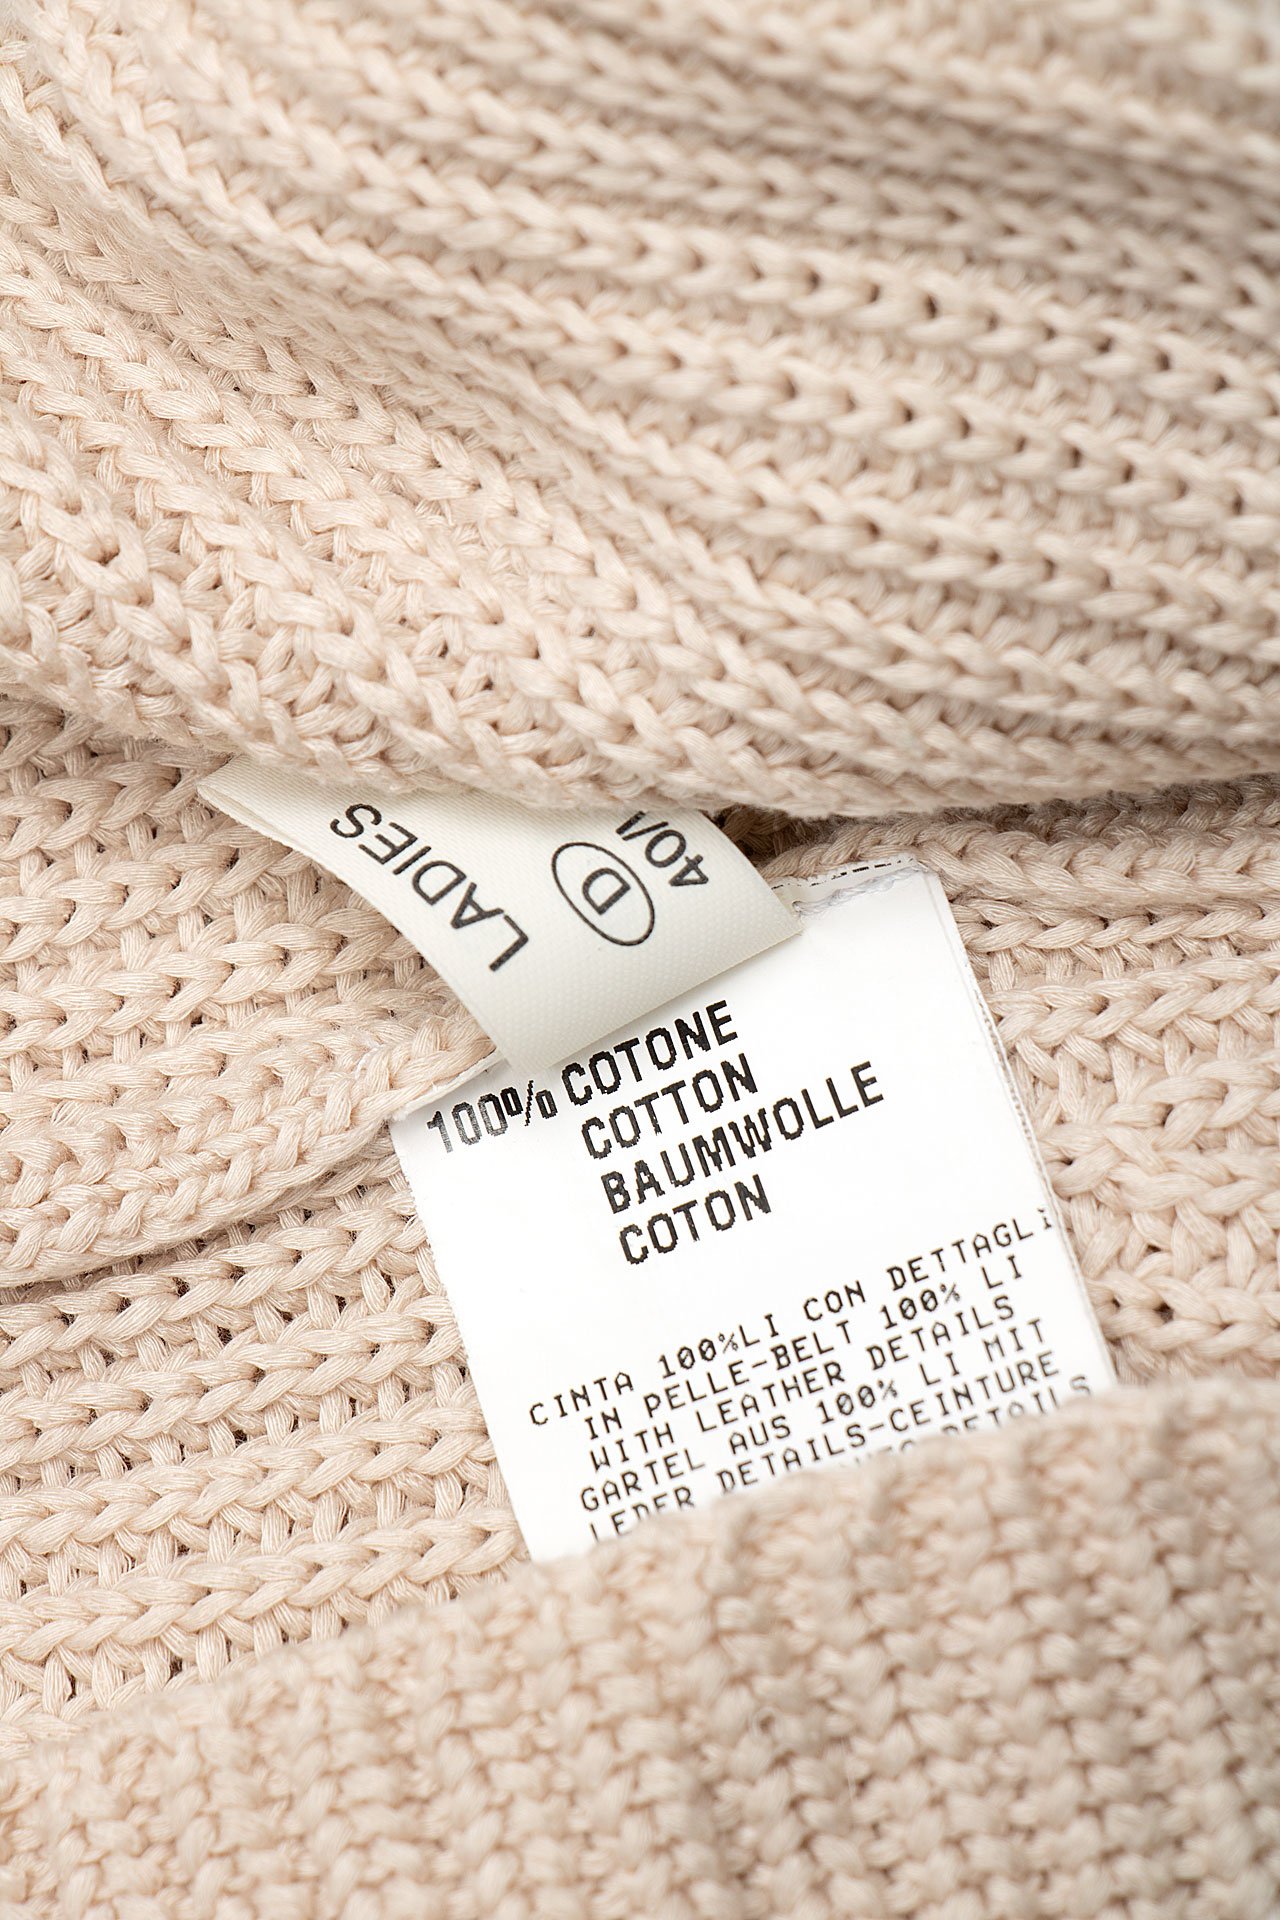 LADIES
D
40/
100% COTONE
COTTON
BAUMWOLLE
COTON
CINTA 100%LI CON DETTAGLI
IN PELLE-BELT 100% LI
WITH LEATHER DETAILS
GARTEL AUS 100% LI MIT
LEDER DETAILS-CEINTURE